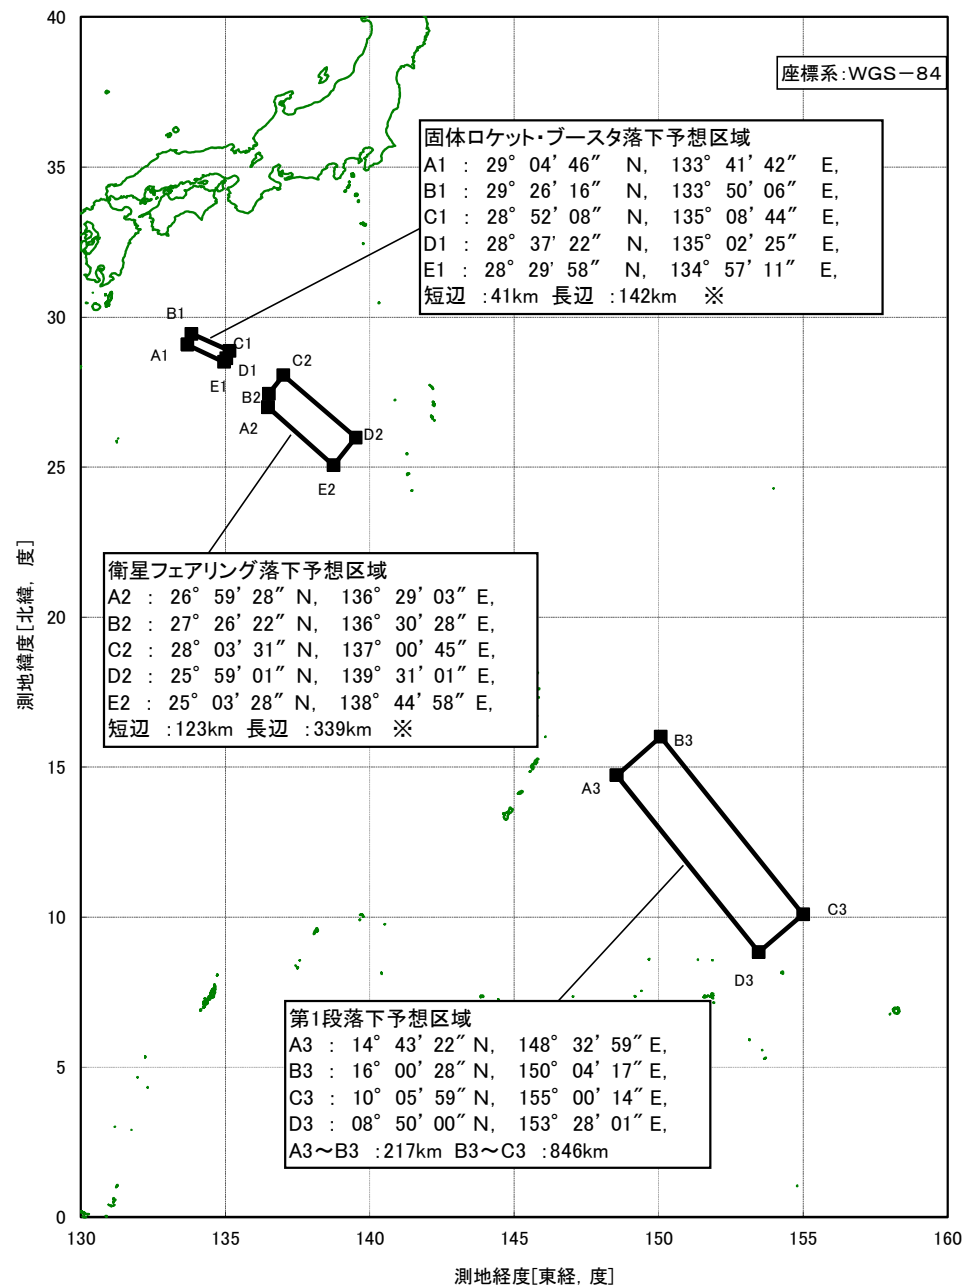 40
座標系:WGS-84
固体ロケット・ブースタ落下予想区域
A1 : 29° 04' 46" N, 133° 41' 42" E,
B1 : 29° 26' 16" N, 133° 50' 06" E,
C1 : 28° 52' 08" N, 135° 08' 44" E,
D1 : 28° 37' 22" N, 135° 02' 25" E,
E1 : 28° 29' 58" N, 134° 57' 11" E,
短辺 :41km 長辺 :142km ※
35
30
B1
A1
C1
D1
E1
C2
B2
A2
D2
E2
25
衛星フェアリング落下予想区域
A2 : 26° 59' 28" N, 136° 29' 03" E,
B2 : 27° 26' 22" N, 136° 30' 28" E,
C2 : 28° 03' 31" N, 137° 00' 45" E,
D2 : 25° 59' 01" N, 139° 31' 01" E,
E2 : 25° 03' 28" N, 138° 44' 58" E,
短辺 :123km 長辺 :339km ※
20
測地緯度[北緯, 度]
15
B3
A3
C3
D3
10
第1段落下予想区域
A3 : 14° 43' 22" N, 148° 32' 59" E,
B3 : 16° 00' 28" N, 150° 04' 17" E,
C3 : 10° 05' 59" N, 155° 00' 14" E,
D3 : 08° 50' 00" N, 153° 28' 01" E,
A3~B3 :217km B3~C3 :846km
5
0
130 135 140 145 150 155 160
測地経度[東経, 度]